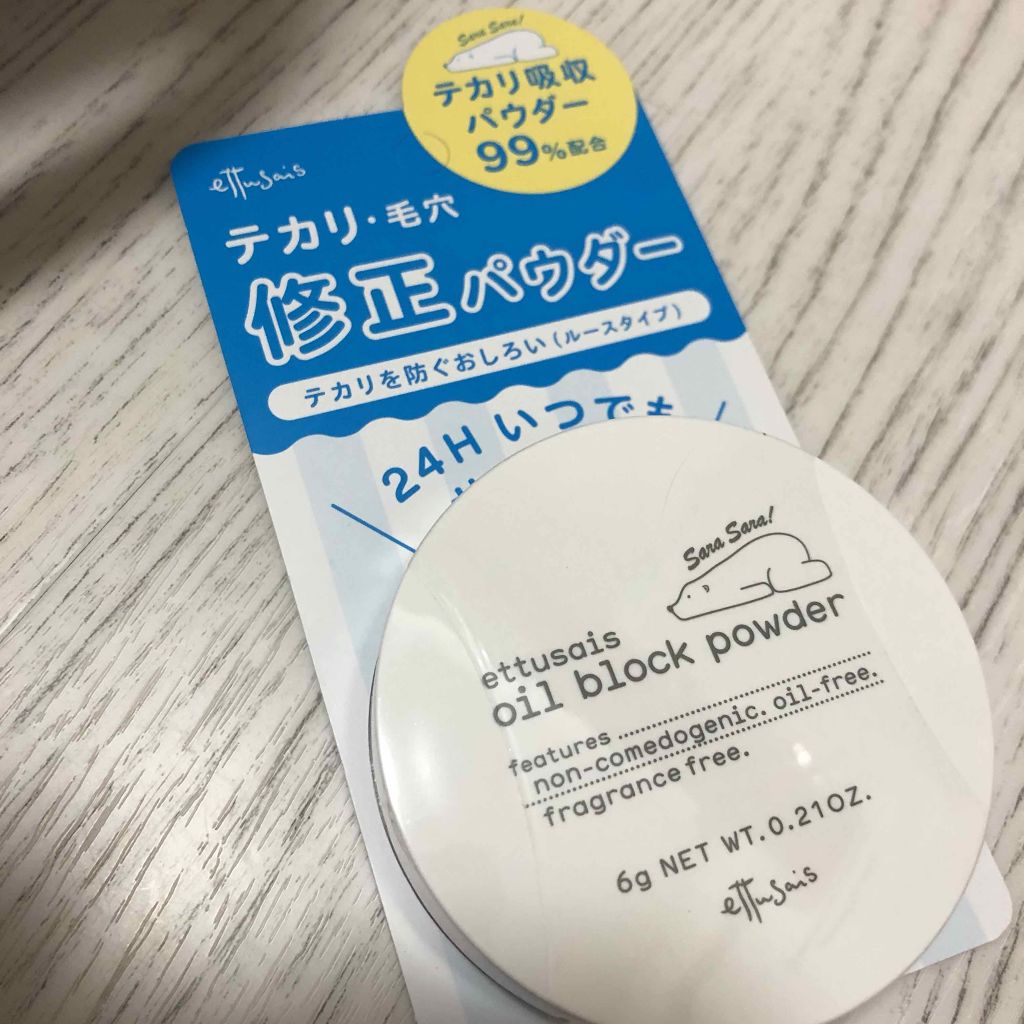 Sara Sara!
テカリ吸収
パウダー
99%配合
ettusais
テカリ・毛穴
修正パウダー
テカリを防ぐおしろい(ルースタイプ)
24H いつでも
Sara Sara!
ettusais
oil block powder
features
non-comedogenic. oil-free.
fragrance free.
6g NET WT.0.21OZ.
ettusais